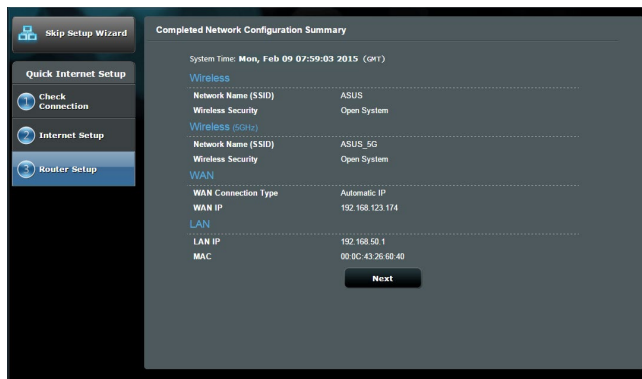 Skip Setup Wizard
Quick Internet Setup
1 Check Connection
2 Internet Setup
3 Router Setup
Completed Network Configuration Summary
System Time: Mon, Feb 09 07:59:03 2015 (GMT)
Wireless
Network Name (SSID) ASUS
Wireless Security Open System
Wireless (5GHz)
Network Name (SSID) ASUS_5G
Wireless Security Open System
WAN
WAN Connection Type Automatic IP
WAN IP 192.168.123.174
LAN
LAN IP 192.168.50.1
MAC 00:0C:43:26:60:40
Next